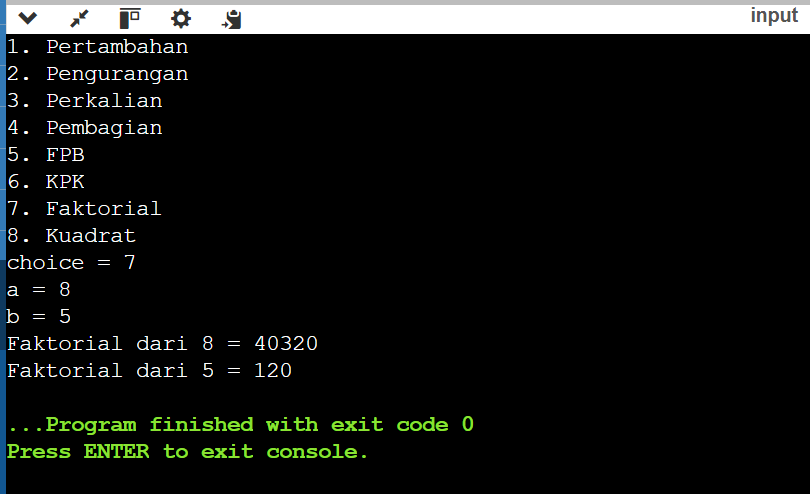 input
1. Pertambahan
2. Pengurangan
3. Perkalian
4. Pembagian
5. FPB
6. KPK
7. Faktorial
8. Kuadrat
choice = 7
a = 8
b = 5
Faktorial dari 8 = 40320
Faktorial dari 5 = 120
...Program finished with exit code 0
Press ENTER to exit console.